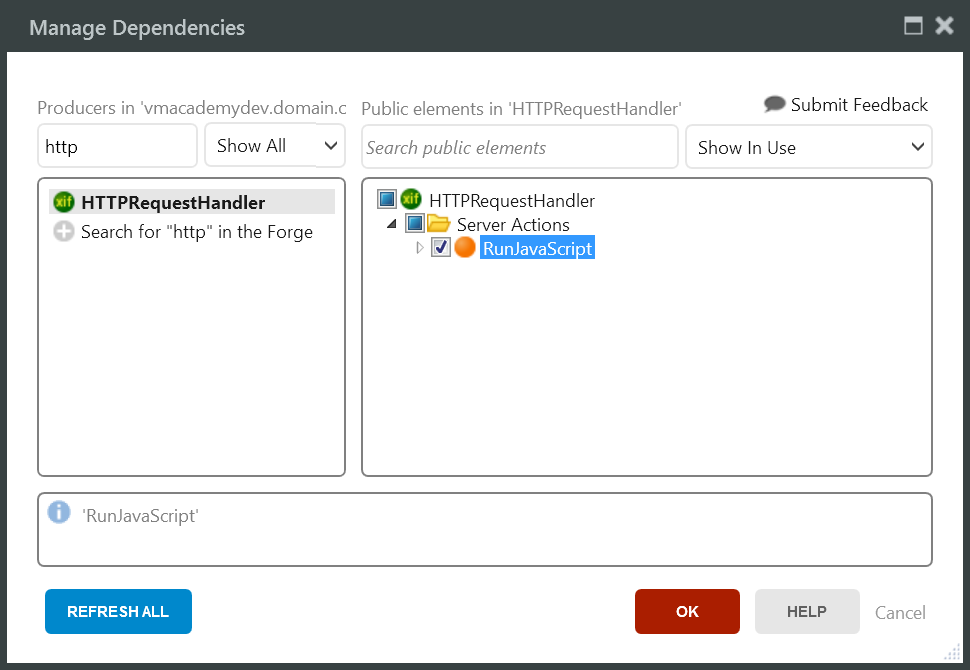 Manage Dependencies
Producers in 'vmacademydev.domain.c
Public elements in 'HTTPRequestHandler'
Submit Feedback
http
Show All
Search public elements
Show In Use
xif HTTPRequestHandler
Search for "http" in the Forge
xif HTTPRequestHandler
Server Actions
RunJavaScript
'RunJavaScript'
REFRESH ALL
OK
HELP
Cancel